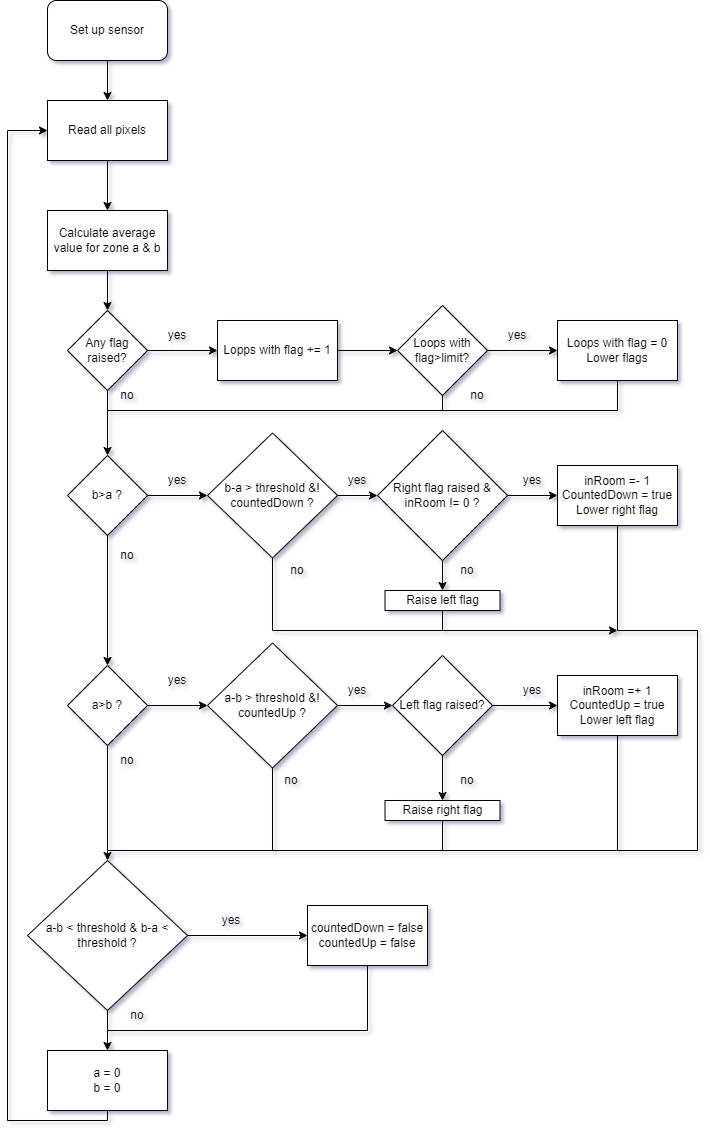 Set up sensor
Read all pixels
Calculate average
value for zone a & b
Any flag
raised?
yes
Lopps with flag += 1
Loops with
flag>limit?
yes
Loops with flag = 0
Lower flags
no
no
b>a ?
yes
b-a > threshold &!
countedDown ?
yes
Right flag raised &
inRoom != 0 ?
yes
inRoom =- 1
CountedDown = true
Lower right flag
no
no
no
Raise left flag
a>b ?
yes
a-b > threshold &!
countedUp ?
yes
Left flag raised?
yes
inRoom =+ 1
CountedUp = true
Lower left flag
no
no
no
Raise right flag
a-b < threshold & b-a <
threshold ?
yes
countedDown = false
countedUp = false
no
a = 0
b = 0